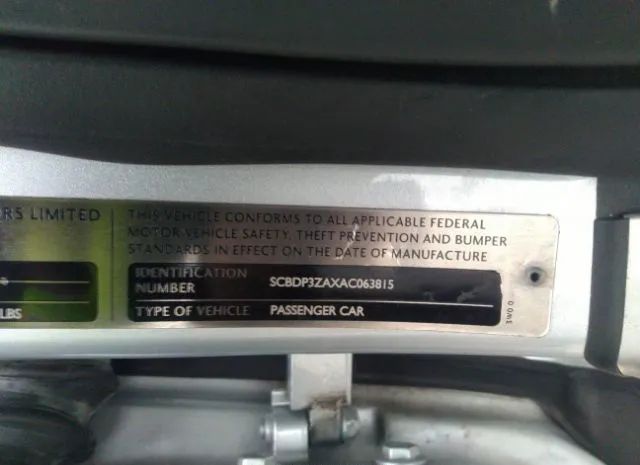 RS LIMITED
THIS VEHICLE CONFORMS TO ALL APPLICABLE FEDERAL
MOTOR VEHICLE SAFETY, THEFT PREVENTION AND BUMPER
STANDARDS IN EFFECT ON THE DATE OF MANUFACTURE
IDENTIFICATION
NUMBER SCBDP3ZAXAC063815
LBS
TYPE OF VEHICLE PASSENGER CAR